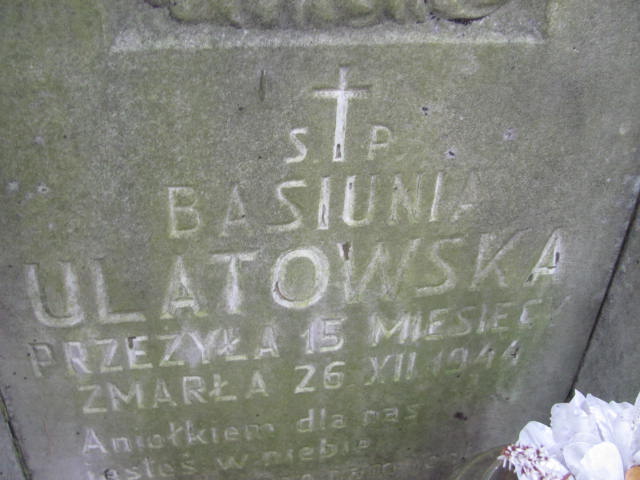 S. P.
BASIUNIA
ULATOWSKA
PRZEŻYŁA 15 MIESIĘCY
ZMARŁA 26 XII 1944
Aniołkiem dla nas
jesteś w niebie